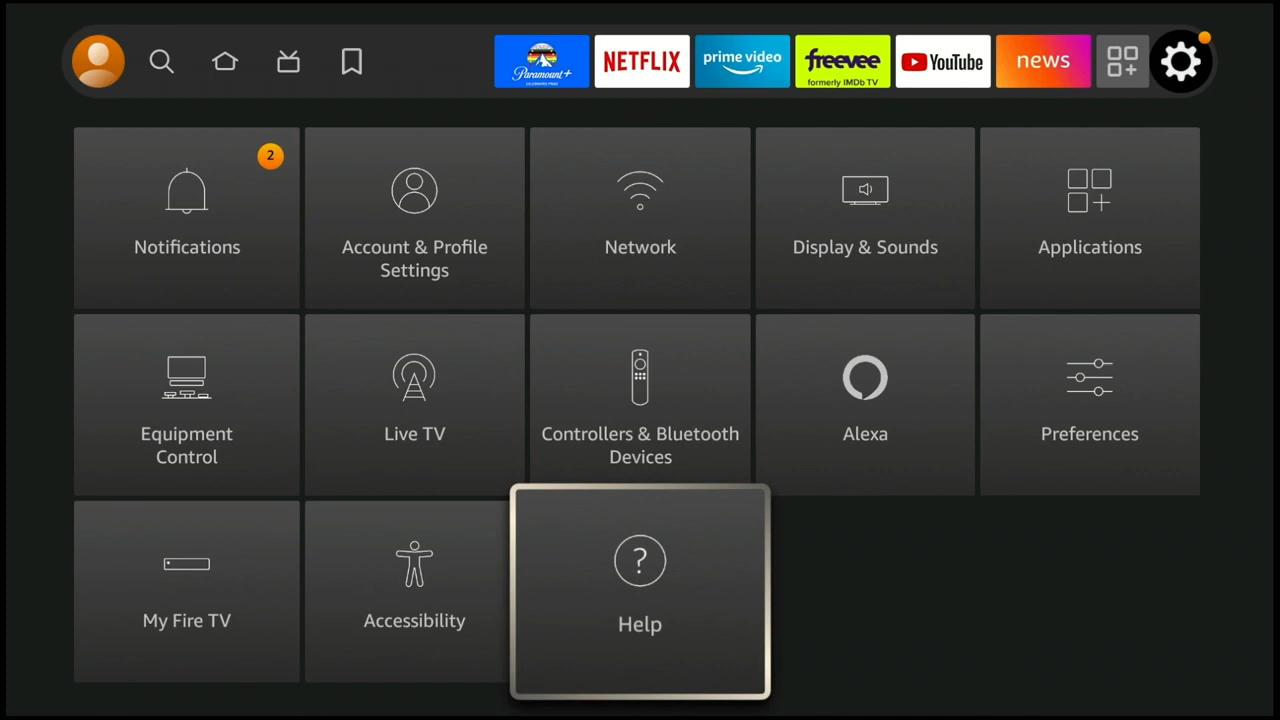 Paramount+
NETFLIX
prime video
freevee
formerly IMDb TV
YouTube
news
2
Notifications
Account & Profile
Settings
Network
Display & Sounds
Applications
Equipment
Control
Live TV
Controllers & Bluetooth
Devices
Alexa
Preferences
My Fire TV
Accessibility
?
Help